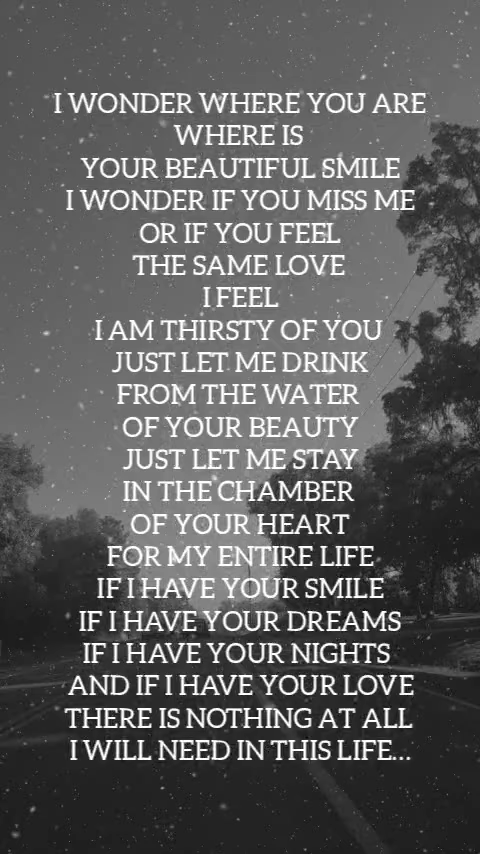 I WONDER WHERE YOU ARE
WHERE IS
YOUR BEAUTIFUL SMILE
I WONDER IF YOU MISS ME
OR IF YOU FEEL
THE SAME LOVE
I FEEL
I AM THIRSTY OF YOU
JUST LET ME DRINK
FROM THE WATER
OF YOUR BEAUTY
JUST LET ME STAY
IN THE CHAMBER
OF YOUR HEART
FOR MY ENTIRE LIFE
IF I HAVE YOUR SMILE
IF I HAVE YOUR DREAMS
IF I HAVE YOUR NIGHTS
AND IF I HAVE YOUR LOVE
THERE IS NOTHING AT ALL
I WILL NEED IN THIS LIFE...